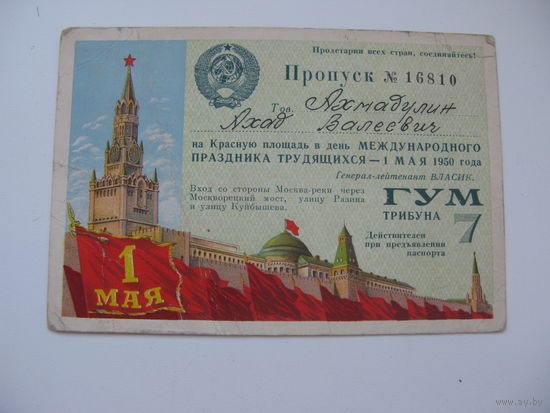 Пролетарии всех стран, соединяйтесь!
Пропуск № 16810
Тов. Ахмадулин
Ахад Валеевич
на Красную площадь в день МЕЖДУНАРОДНОГО
ПРАЗДНИКА ТРУДЯЩИХСЯ — 1 МАЯ 1950 года
Генерал-лейтенант ВЛАСИК.
Вход со стороны Москва-реки через
Москворецкий мост, улицу Разина
и улицу Куйбышева.
ГУМ
ТРИБУНА 7
Действителен
при предъявлении
паспорта
1
МАЯ
www.ay.by